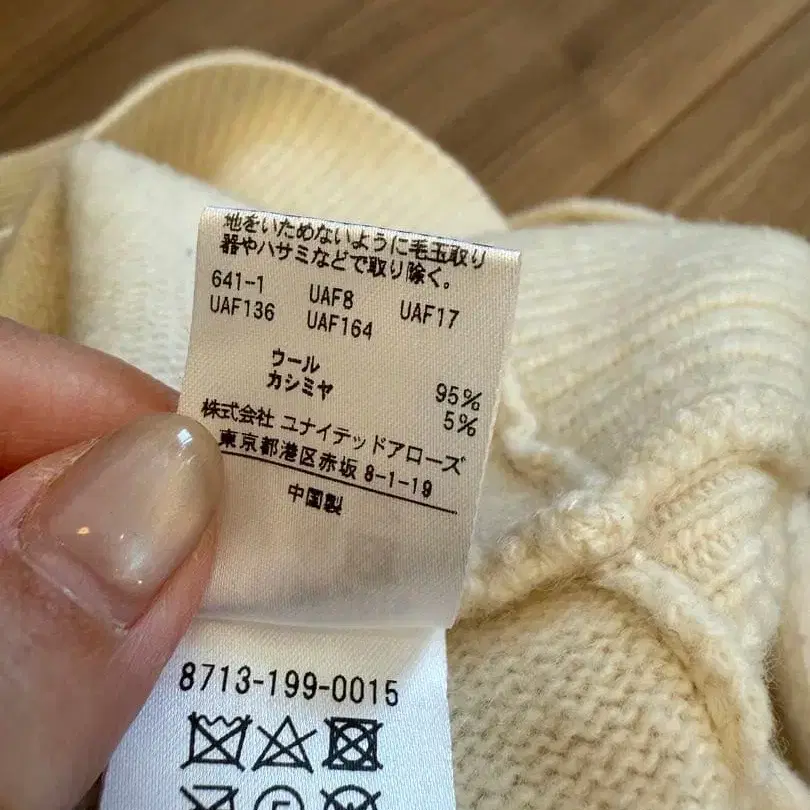 地をいためないように毛玉取り
器やハサミなどで取り除く。
641-1 UAF8 UAF17
UAF136 UAF164
ウール 95%
カシミヤ 5%
株式会社 ユナイテッドアローズ
東京都港区赤坂 8-1-19
中国製
8713-199-0015